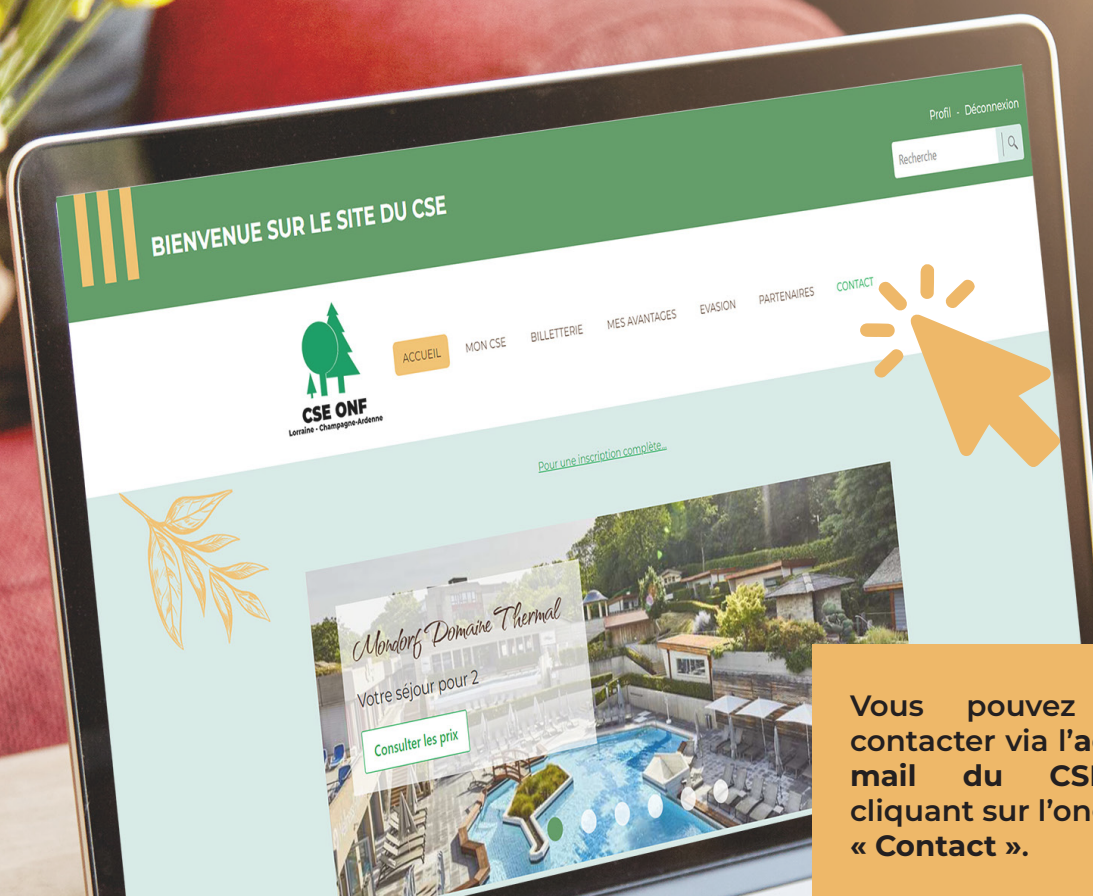 Profil - Déconnexion
Recherche
BIENVENUE SUR LE SITE DU CSE
ACCUEIL MON CSE BILLETTERIE MES AVANTAGES EVASION PARTENAIRES CONTACT
CSE ONF
Lorraine - Champagne-Ardenne
Pour une inscription complète...
Mondorf Domaine Thermal
Votre séjour pour 2
Consulter les prix
Vous pouvez
contacter via
mail du
cliquant sur
« Contact ».